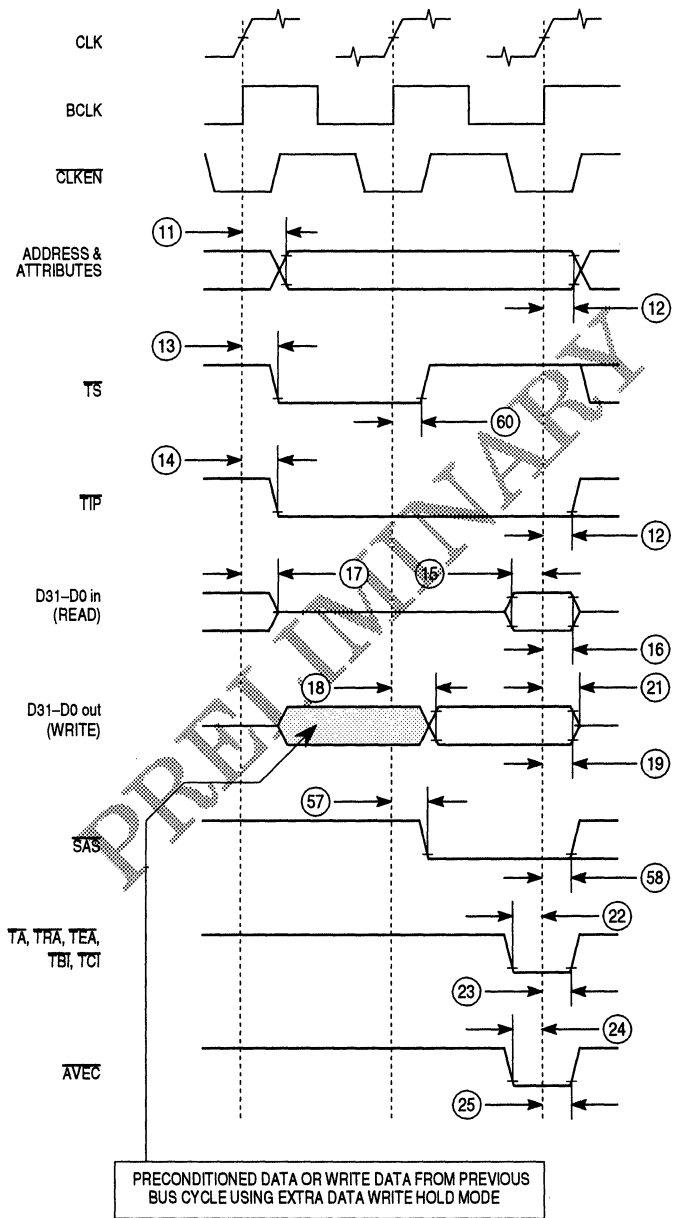 CLK
BCLK
CLKEN
11
ADDRESS &
ATTRIBUTES
12
13
TS
60
14
TIP
12
17
15
D31–D0 in
(READ)
16
18
21
D31–D0 out
(WRITE)
19
57
SAS
58
22
TA, TRA, TEA,
TBI, TCI
23
24
AVEC
25
PRELIMINARY
PRECONDITIONED DATA OR WRITE DATA FROM PREVIOUS
BUS CYCLE USING EXTRA DATA WRITE HOLD MODE